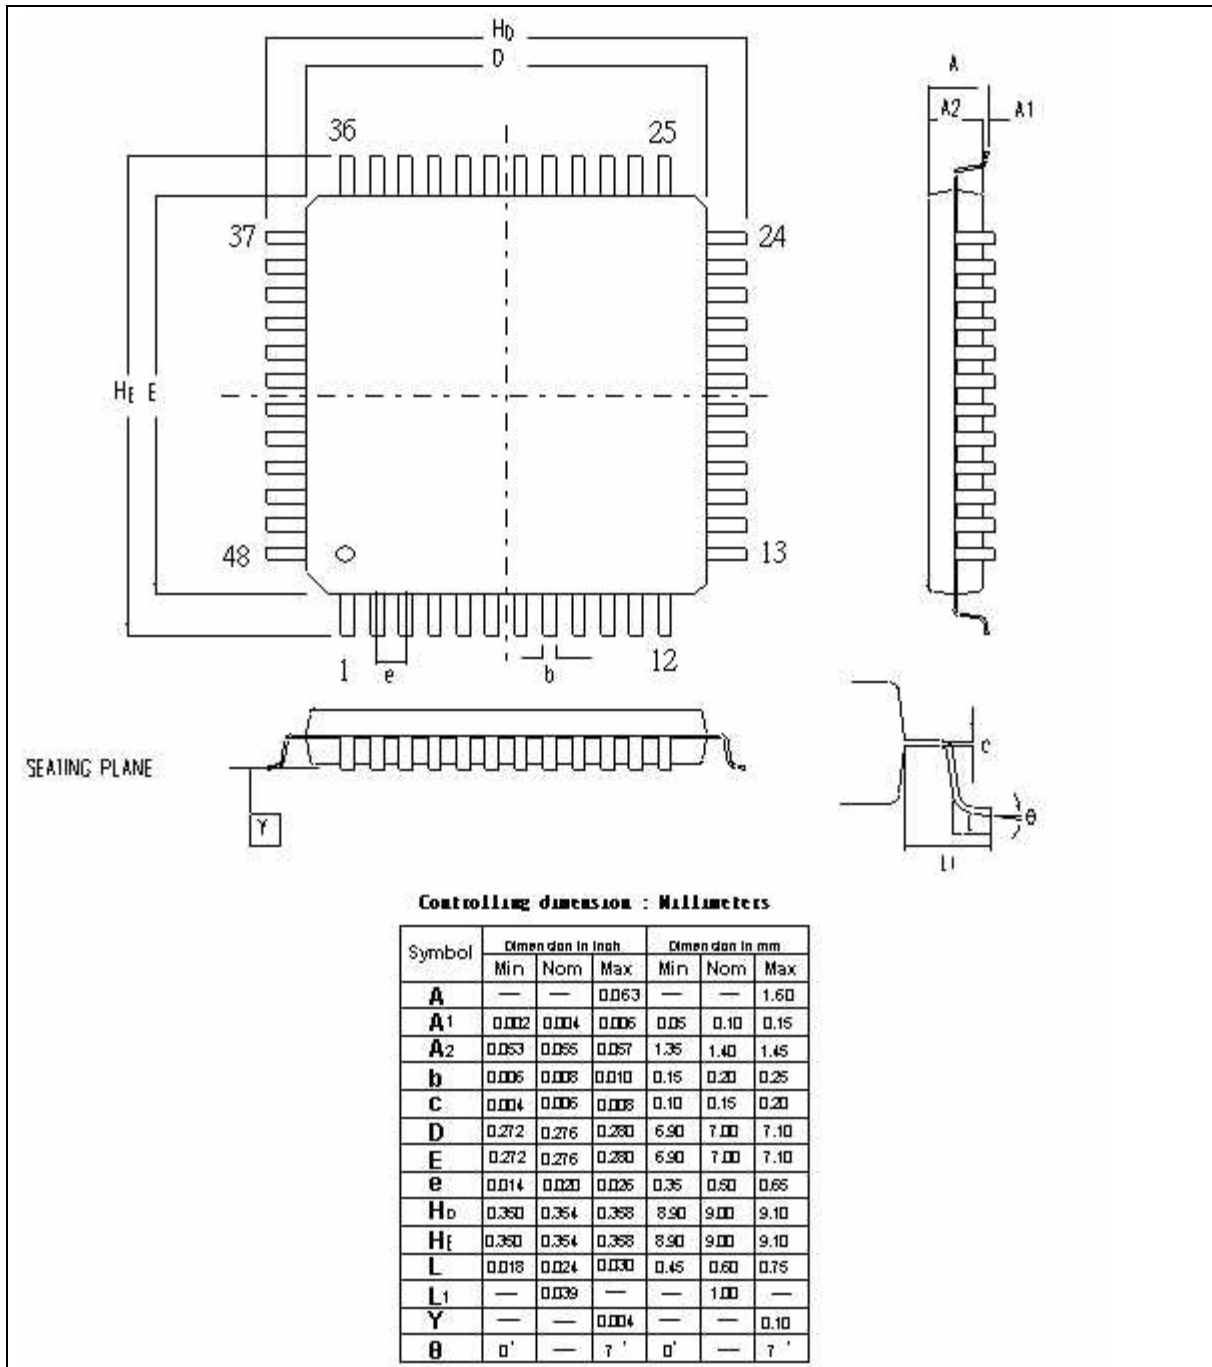 HD
D
A
A2 A1
36 25
37 24
HE E
48 13
1 e b 12
SEATING PLANE
Y
c
L θ
L1
Controlling dimension : Millimeters
Symbol Dimension in inch Dimension in mm
Min Nom Max Min Nom Max
A — — 0.063 — — 1.60
A1 0.002 0.004 0.006 0.05 0.10 0.15
A2 0.053 0.055 0.057 1.35 1.40 1.45
b 0.006 0.008 0.010 0.15 0.20 0.25
c 0.004 0.006 0.008 0.10 0.15 0.20
D 0.272 0.276 0.280 6.90 7.00 7.10
E 0.272 0.276 0.280 6.90 7.00 7.10
e 0.014 0.020 0.026 0.35 0.50 0.65
HD 0.350 0.354 0.358 8.90 9.00 9.10
HE 0.350 0.354 0.358 8.90 9.00 9.10
L 0.018 0.024 0.030 0.45 0.60 0.75
L1 — 0.039 — — 1.00 —
Y — — 0.004 — — 0.10
θ 0° — 7° 0° — 7°